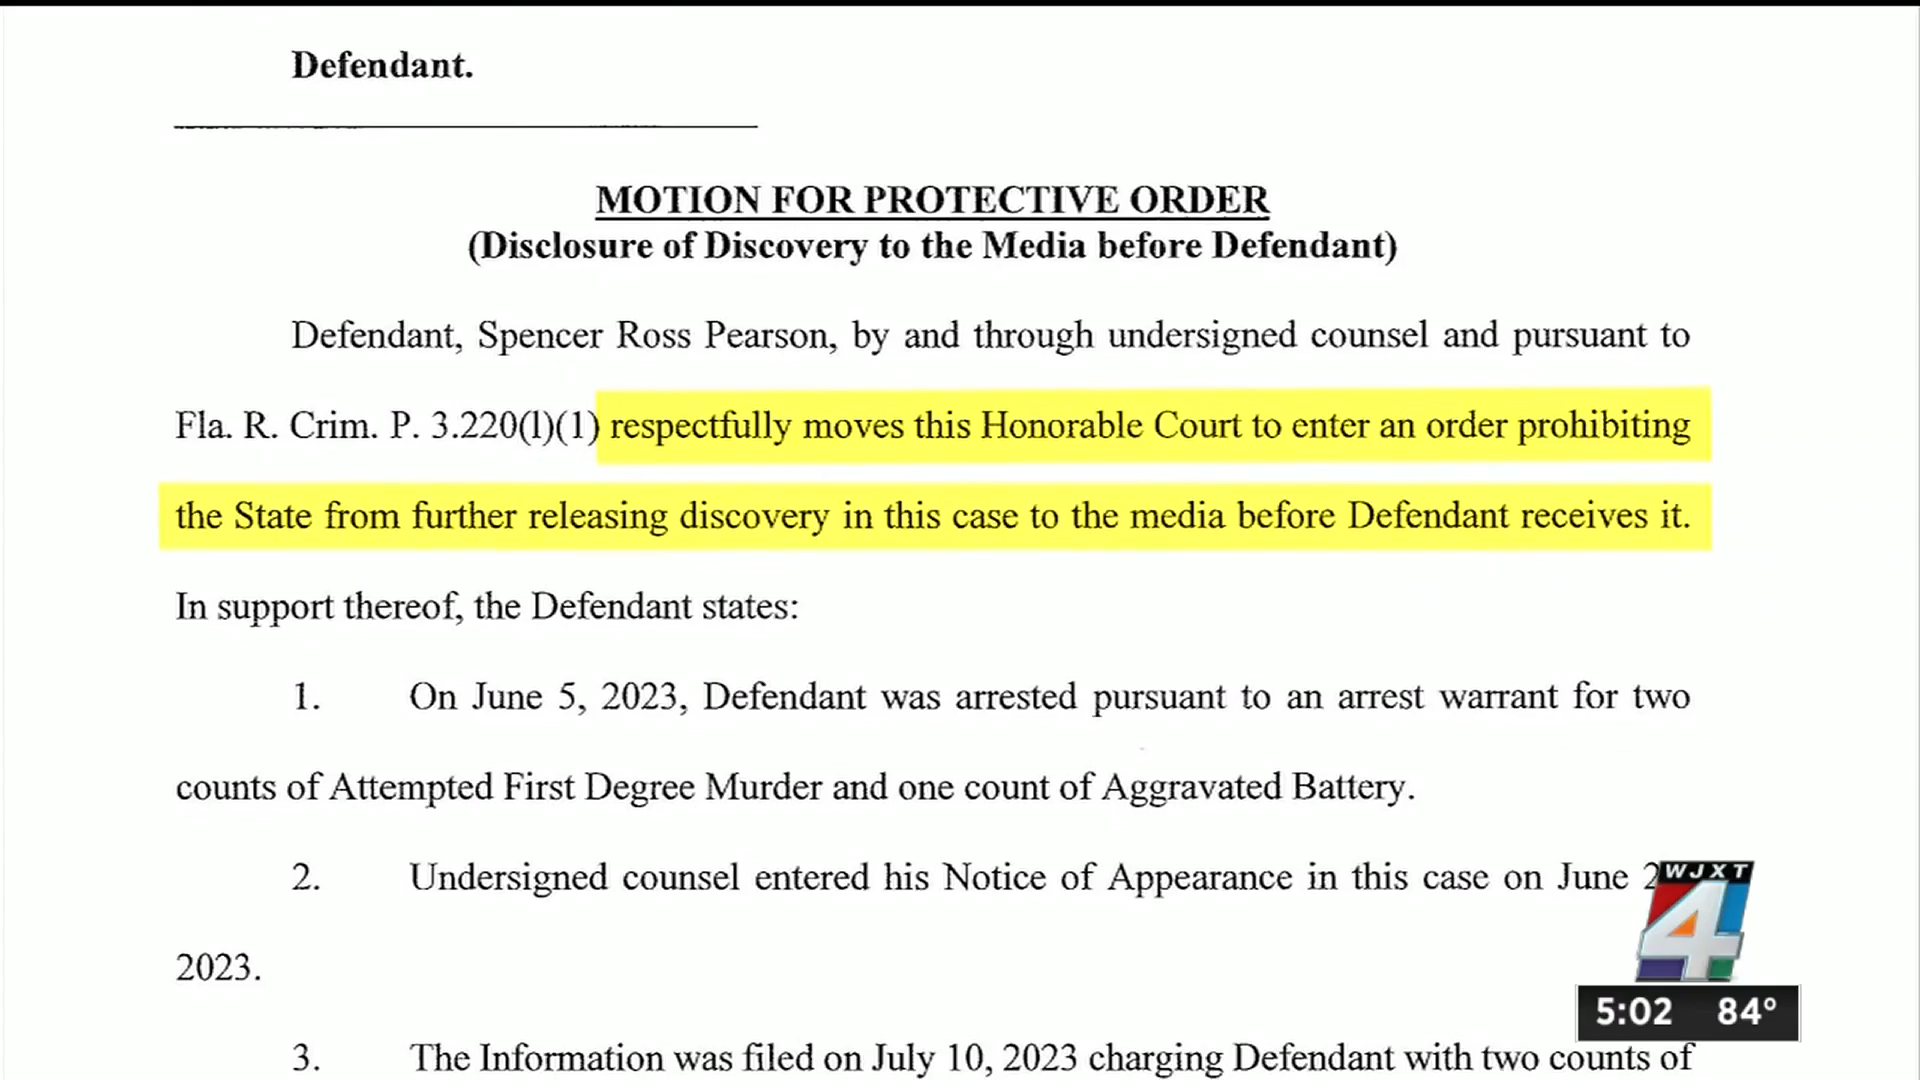 Defendant.
MOTION FOR PROTECTIVE ORDER
(Disclosure of Discovery to the Media before Defendant)
Defendant, Spencer Ross Pearson, by and through undersigned counsel and pursuant to
Fla. R. Crim. P. 3.220(l)(1) respectfully moves this Honorable Court to enter an order prohibiting
the State from further releasing discovery in this case to the media before Defendant receives it.
In support thereof, the Defendant states:
1. On June 5, 2023, Defendant was arrested pursuant to an arrest warrant for two
counts of Attempted First Degree Murder and one count of Aggravated Battery.
2. Undersigned counsel entered his Notice of Appearance in this case on June
2023.
3. The Information was filed on July 10, 2023 charging Defendant with two counts of
WJXT
4
5:02 84°